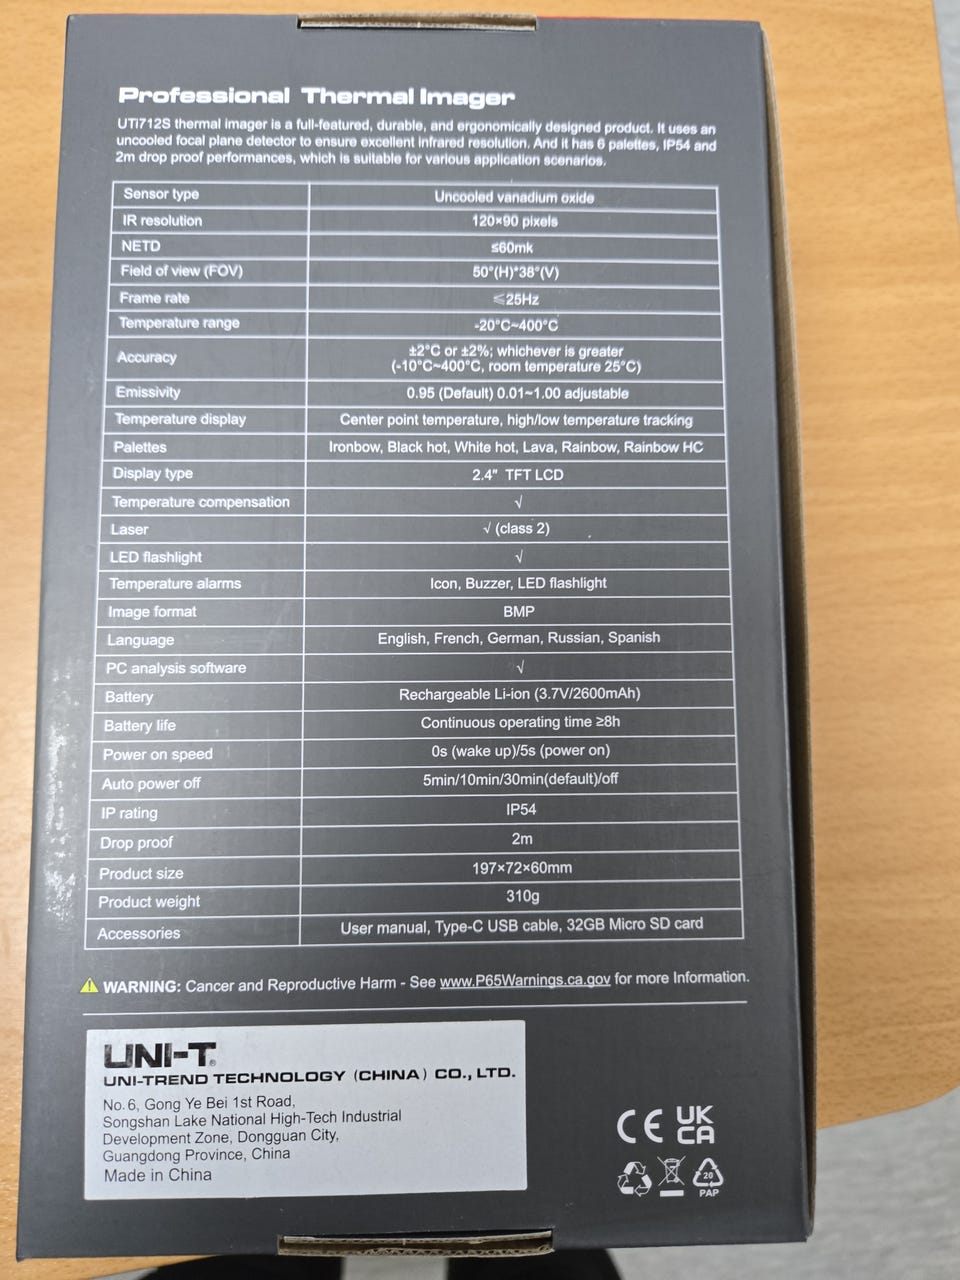 Professional Thermal Imager
UTi712S thermal imager is a full-featured, durable, and ergonomically designed product. It uses an
uncooled focal plane detector to ensure excellent infrared resolution. And it has 6 palettes, IP54 and
2m drop proof performances, which is suitable for various application scenarios.
Sensor type Uncooled vanadium oxide
IR resolution 120×90 pixels
NETD ≤60mk
Field of view (FOV) 50°(H)*38°(V)
Frame rate ⩽25Hz
Temperature range -20°C~400°C
Accuracy ±2°C or ±2%; whichever is greater
(-10°C~400°C, room temperature 25°C)
Emissivity 0.95 (Default) 0.01~1.00 adjustable
Temperature display Center point temperature, high/low temperature tracking
Palettes Ironbow, Black hot, White hot, Lava, Rainbow, Rainbow HC
Display type 2.4" TFT LCD
Temperature compensation √
Laser √ (class 2)
LED flashlight √
Temperature alarms Icon, Buzzer, LED flashlight
Image format BMP
Language English, French, German, Russian, Spanish
PC analysis software √
Battery Rechargeable Li-ion (3.7V/2600mAh)
Battery life Continuous operating time ≥8h
Power on speed 0s (wake up)/5s (power on)
Auto power off 5min/10min/30min(default)/off
IP rating IP54
Drop proof 2m
Product size 197×72×60mm
Product weight 310g
Accessories User manual, Type-C USB cable, 32GB Micro SD card
WARNING: Cancer and Reproductive Harm - See www.P65Warnings.ca.gov for more Information.
UNI-T®
UNI-TREND TECHNOLOGY (CHINA) CO., LTD.
No.6, Gong Ye Bei 1st Road,
Songshan Lake National High-Tech Industrial
Development Zone, Dongguan City,
Guangdong Province, China
Made in China
CE UK
CA
20
PAP